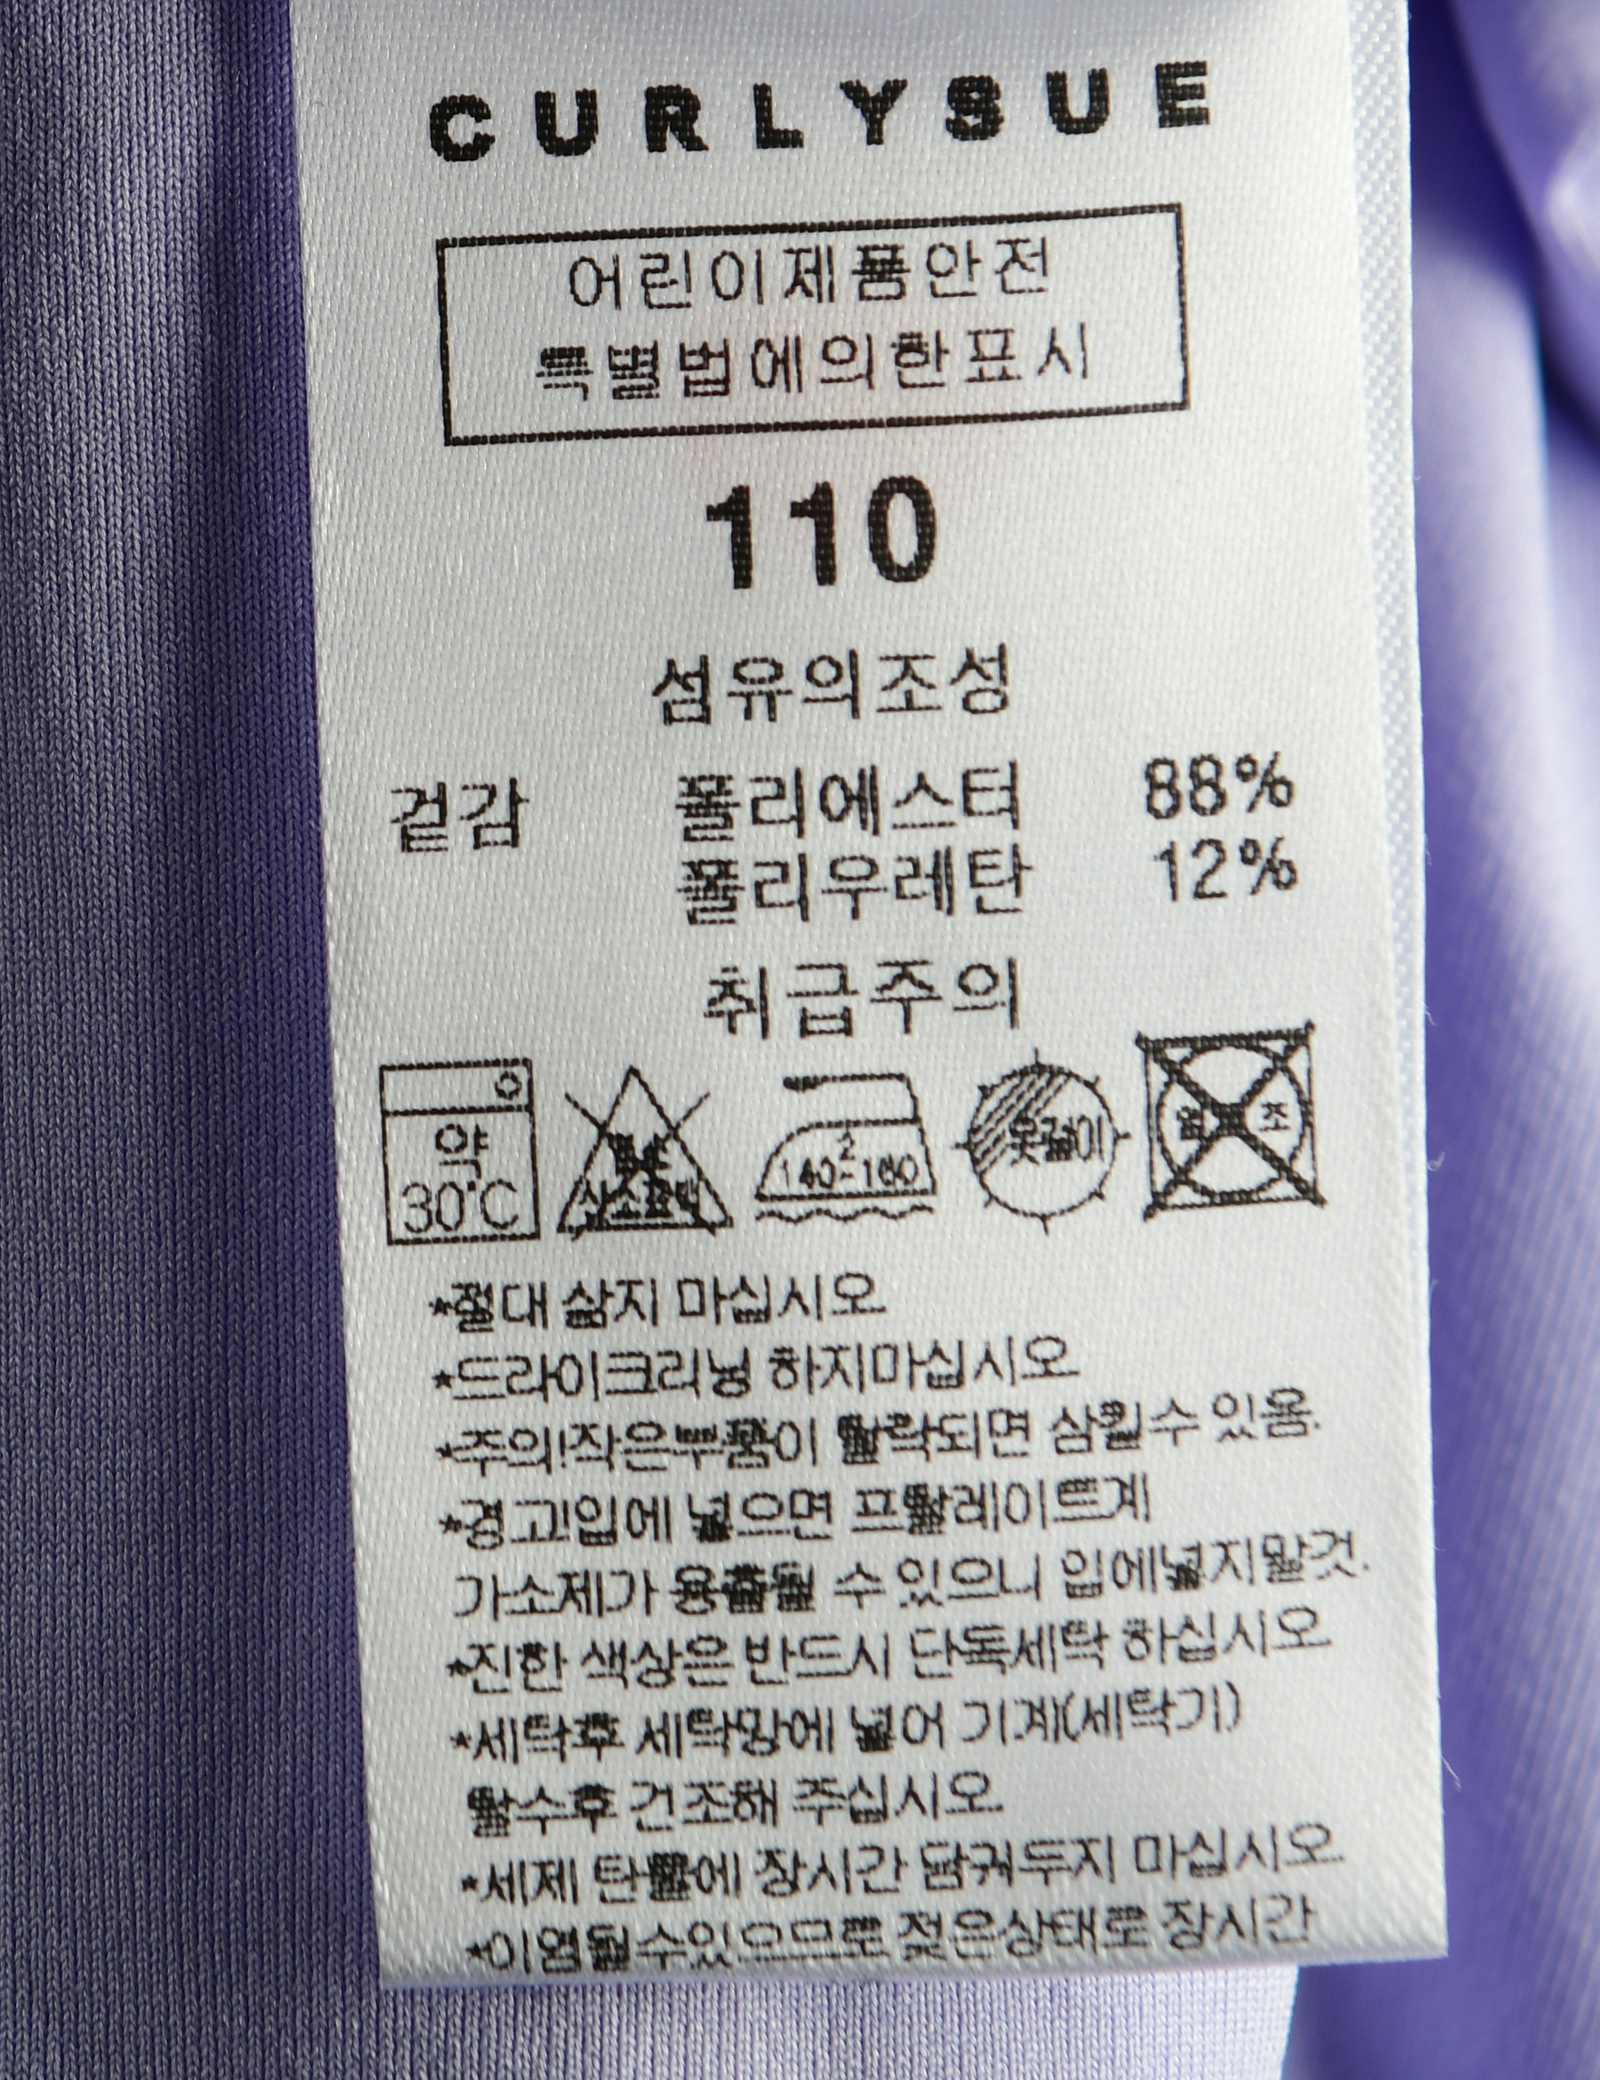 CURLYSUE
어린이제품안전
특별법에의한표시
110
섬유의조성
겉감 폴리에스터 88%
폴리우레탄 12%
취급주의
약 30°C
염소 산소표백
2 140-160
옷걸이
조
*절대 삶지 마십시오
*드라이크리닝 하지마십시오
*주의!작은부품이 탈락되면 삼킬수 있음.
*경고!입에 넣으면 프탈레이트계
가소제가 용출될 수 있으니 입에넣지말것.
*진한 색상은 반드시 단독세탁 하십시오
*세탁후 세탁망에 넣어 기계(세탁기)
탈수후 건조해 주십시오
*세제 탄물에 장시간 담궈두지 마십시오
*이염될수있으므로 젖은상태로 장시간